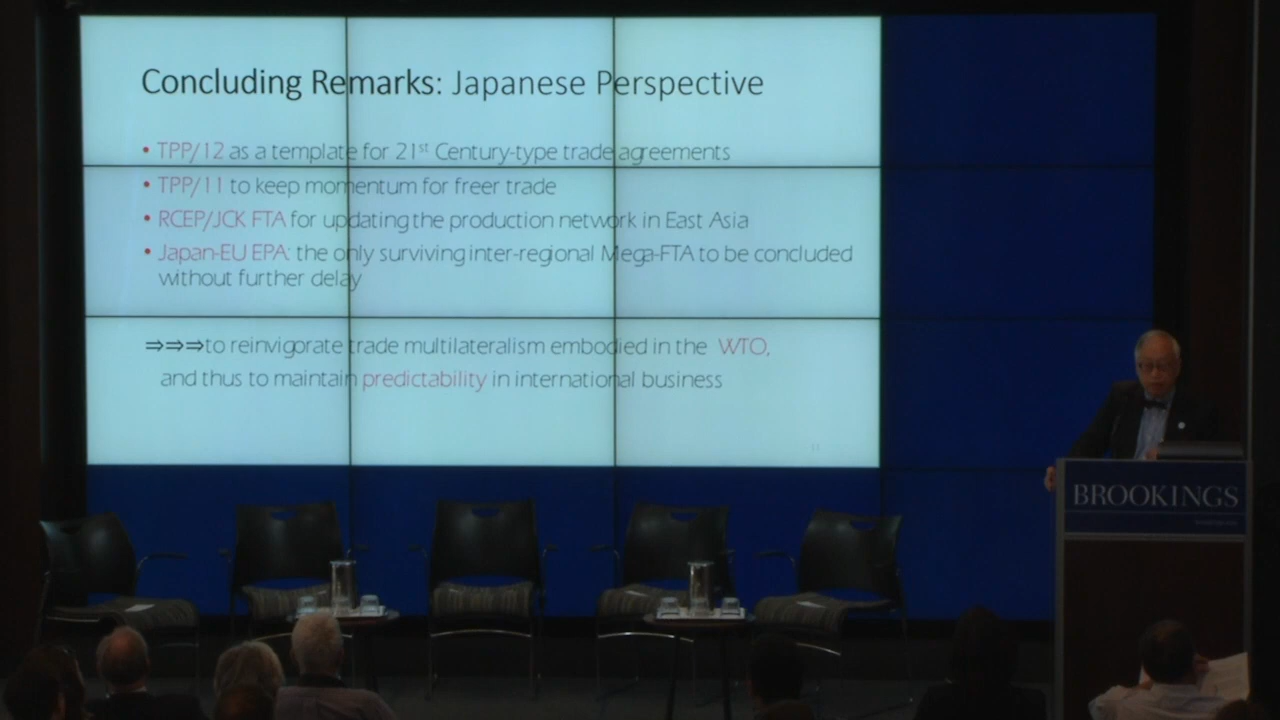 Concluding Remarks: Japanese Perspective
• TPP/12 as a template for 21st Century-type trade agreements
• TPP/11 to keep momentum for freer trade
• RCEP/JCK FTA for updating the production network in East Asia
• Japan-EU EPA: the only surviving inter-regional Mega-FTA to be concluded
without further delay
⇒⇒⇒to reinvigorate trade multilateralism embodied in the WTO,
and thus to maintain predictability in international business
11
BROOKINGS